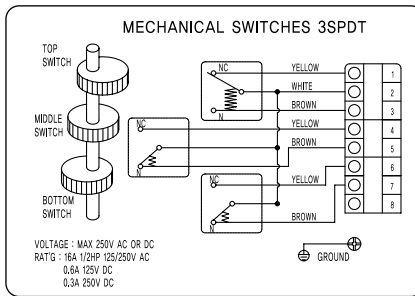 MECHANICAL SWITCHES 3SPDT
TOP
SWITCH
MIDDLE
SWITCH
BOTTOM
SWITCH
NC
N
NC
N
NC
N
YELLOW
WHITE
BROWN
YELLOW
BROWN
YELLOW
BROWN
1
2
3
4
5
6
7
8
GROUND
VOLTAGE : MAX 250V AC OR DC
RAT'G : 16A 1/2HP 125/250V AC
0.6A 125V DC
0.3A 250V DC